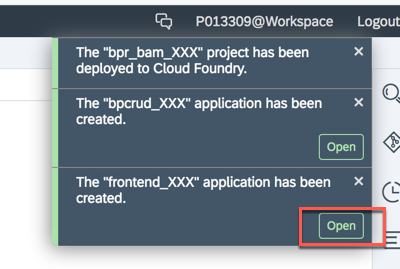 P013309@Workspace Logout
The "bpr_bam_XXX" project has been
deployed to Cloud Foundry.
The "bpcrud_XXX" application has been
created.
Open
The "frontend_XXX" application has been
created.
Open